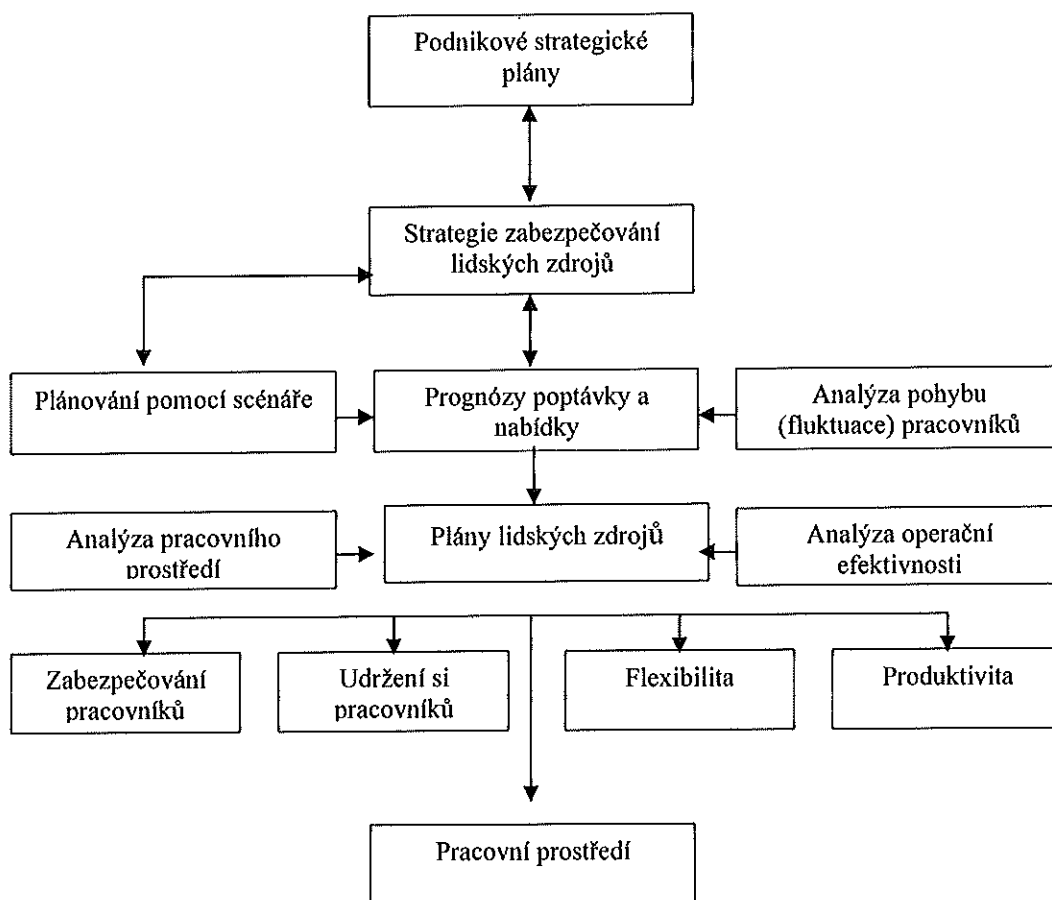 Podnikové strategické
plány
Strategie zabezpečování
lidských zdrojů
Plánování pomocí scénáře
Prognózy poptávky a
nabídky
Analýza pohybu
(fluktuace) pracovníků
Analýza pracovního
prostředí
Plány lidských zdrojů
Analýza operační
efektivnosti
Zabezpečování
pracovníků
Udržení si
pracovníků
Flexibilita
Produktivita
Pracovní prostředí